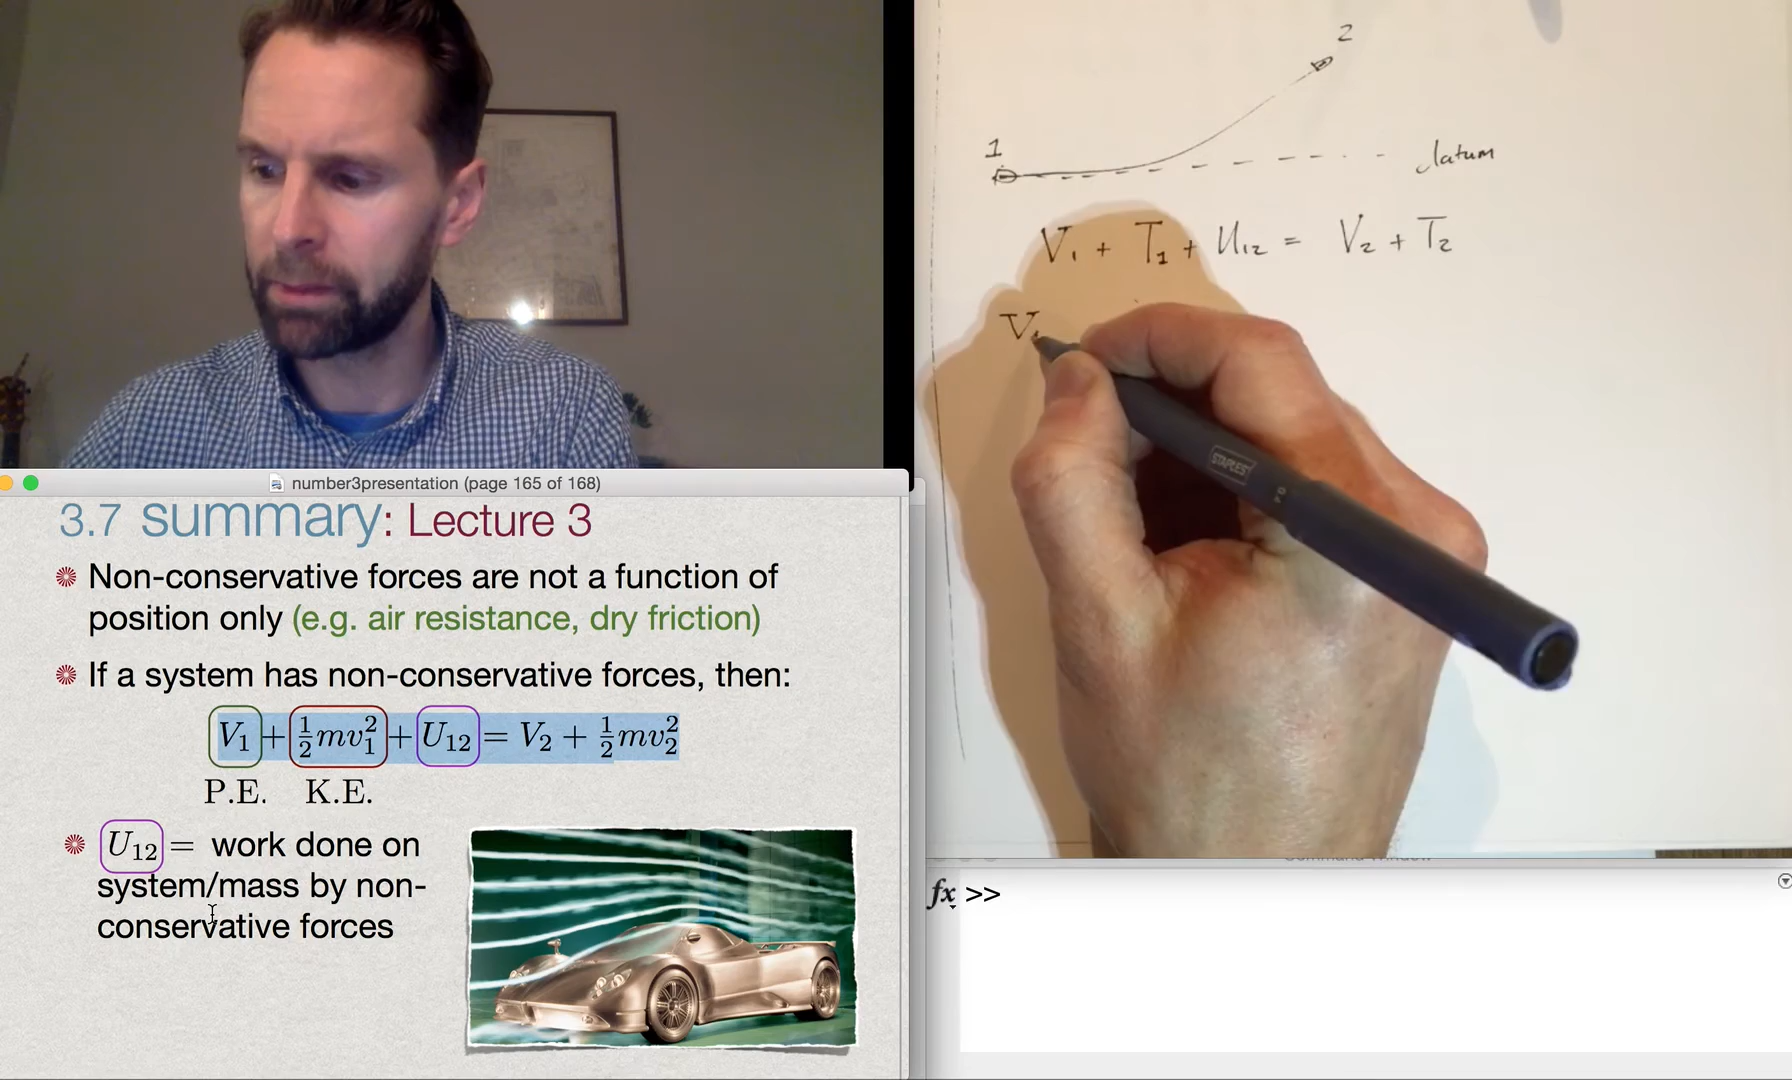 number3presentation (page 165 of 168)
3.7 summary: Lecture 3
Non-conservative forces are not a function of
position only (e.g. air resistance, dry friction)
If a system has non-conservative forces, then:
V₁ + ½mv₁² + U₁₂ = V₂ + ½mv₂²
P.E. K.E.
U₁₂ = work done on
system/mass by non-
conservative forces
2
1
datum
V₁ + T₁ + U₁₂ = V₂ + T₂
V₁
STAPLES
fx >>